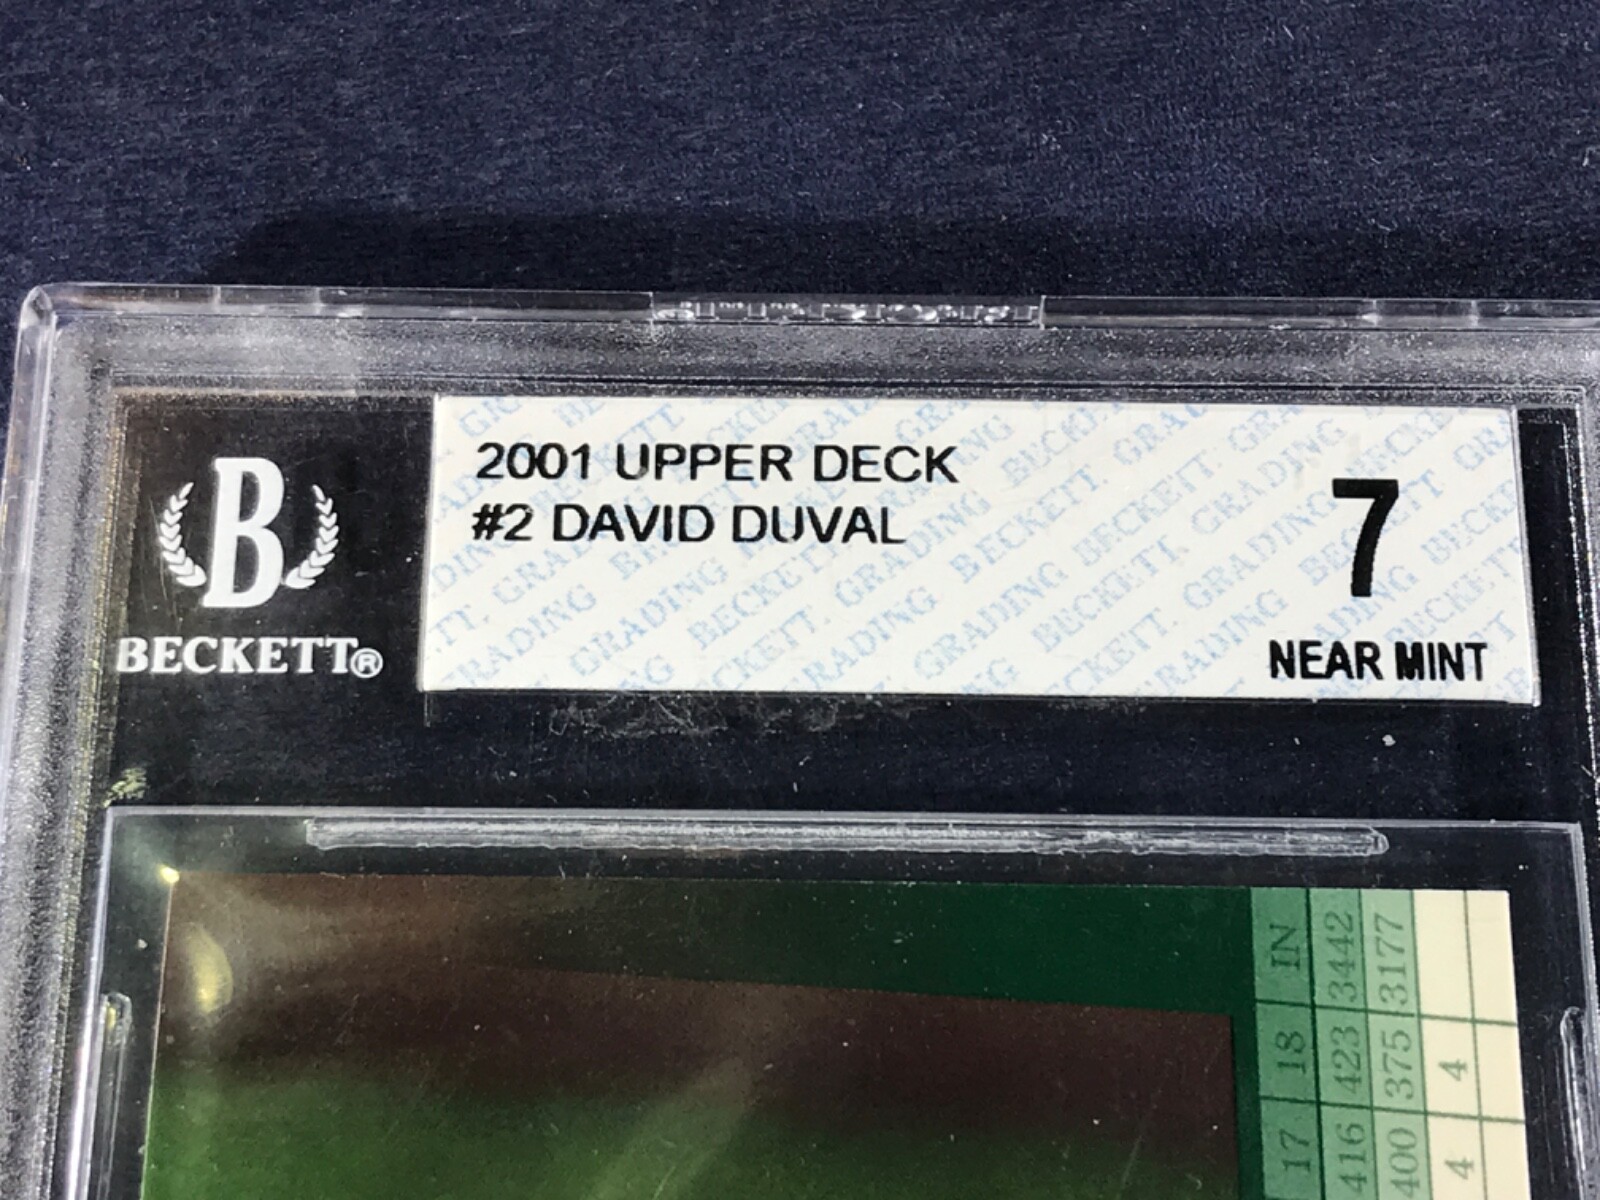 2001 UPPER DECK
#2 DAVID DUVAL
7
NEAR MINT
B
BECKETT®
IN 3442 3177
18 423 375 4
17 416 400 4